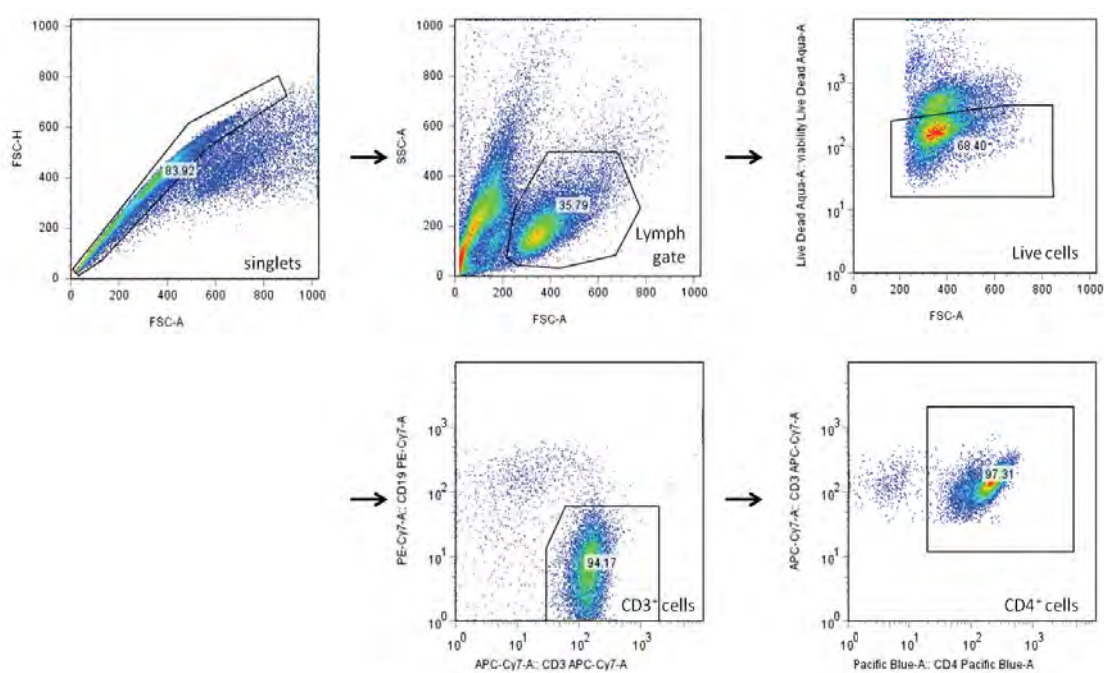 1000
800
600
400
200
0
FSC-H
83.92
singlets
0 200 400 600 800 1000
FSC-A
1000
800
600
400
200
0
SSC-A
35.79
Lymph
gate
0 200 400 600 800 1000
FSC-A
10³
10²
10¹
10⁰
Live Dead Aqua-A:: viability Live Dead Aqua-A
68.40
Live cells
0 200 400 600 800 1000
FSC-A
10³
10²
10¹
10⁰
PE-Cy7-A:: CD19 PE-Cy7-A
94.17
CD3⁺ cells
10⁰ 10¹ 10² 10³
APC-Cy7-A:: CD3 APC-Cy7-A
10³
10²
10¹
10⁰
APC-Cy7-A:: CD3 APC-Cy7-A
97.31
CD4⁺ cells
10⁰ 10¹ 10² 10³
Pacific Blue-A:: CD4 Pacific Blue-A